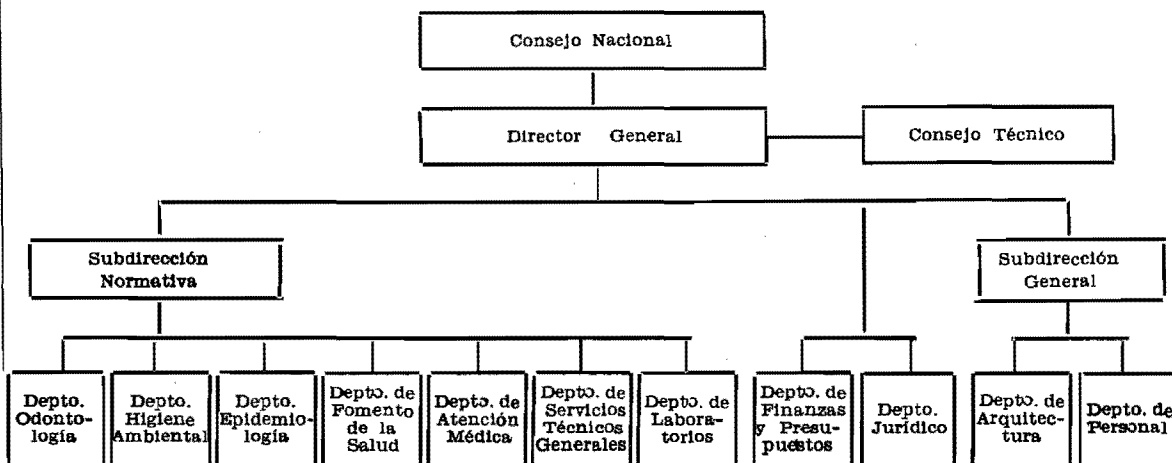 Consejo Nacional
Director General
Consejo Técnico
Subdirección
Normativa
Subdirección
General
Depto.
Odonto-
logía
Depto.
Higiene
Ambiental
Depto.
Epidemio-
logía
Depto. de
Fomento
de la
Salud
Depto. de
Atención
Médica
Depto. de
Servicios
Técnicos
Generales
Depto. de
Labora-
torios
Depto. de
Finanzas
y Presu-
puestos
Depto.
Jurídico
Depto. de
Arquitec-
tura
Depto. de
Personal